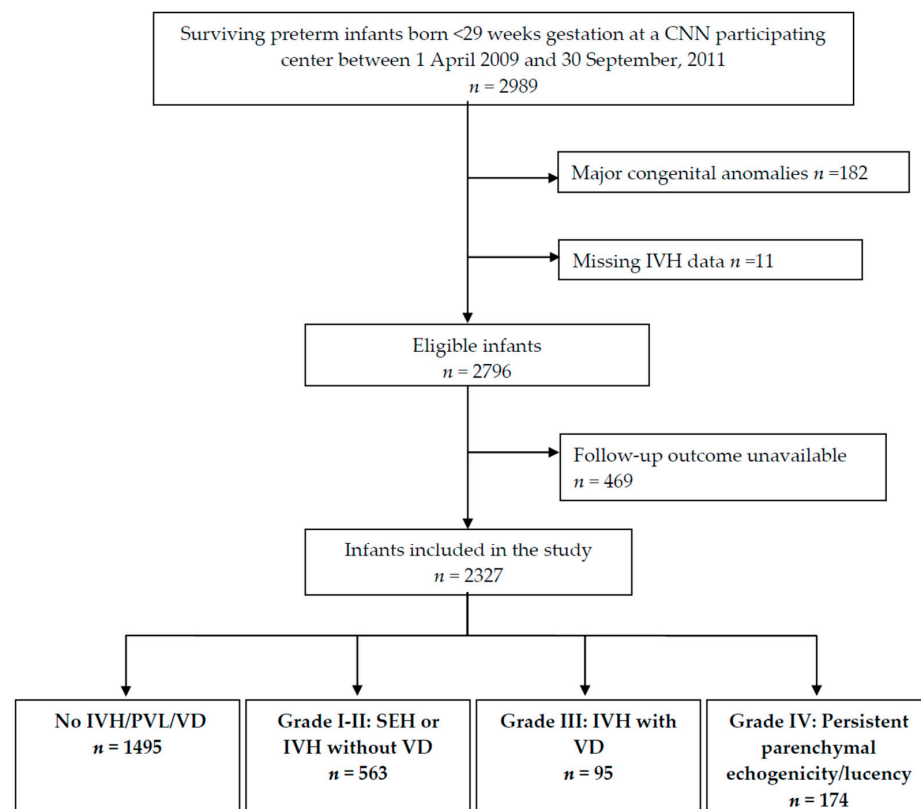 Surviving preterm infants born <29 weeks gestation at a CNN participating
center between 1 April 2009 and 30 September, 2011
n = 2989
Major congenital anomalies n =182
Missing IVH data n =11
Eligible infants
n = 2796
Follow-up outcome unavailable
n = 469
Infants included in the study
n = 2327
No IVH/PVL/VD
n = 1495
Grade I-II: SEH or
IVH without VD
n = 563
Grade III: IVH with
VD
n = 95
Grade IV: Persistent
parenchymal
echogenicity/lucency
n = 174